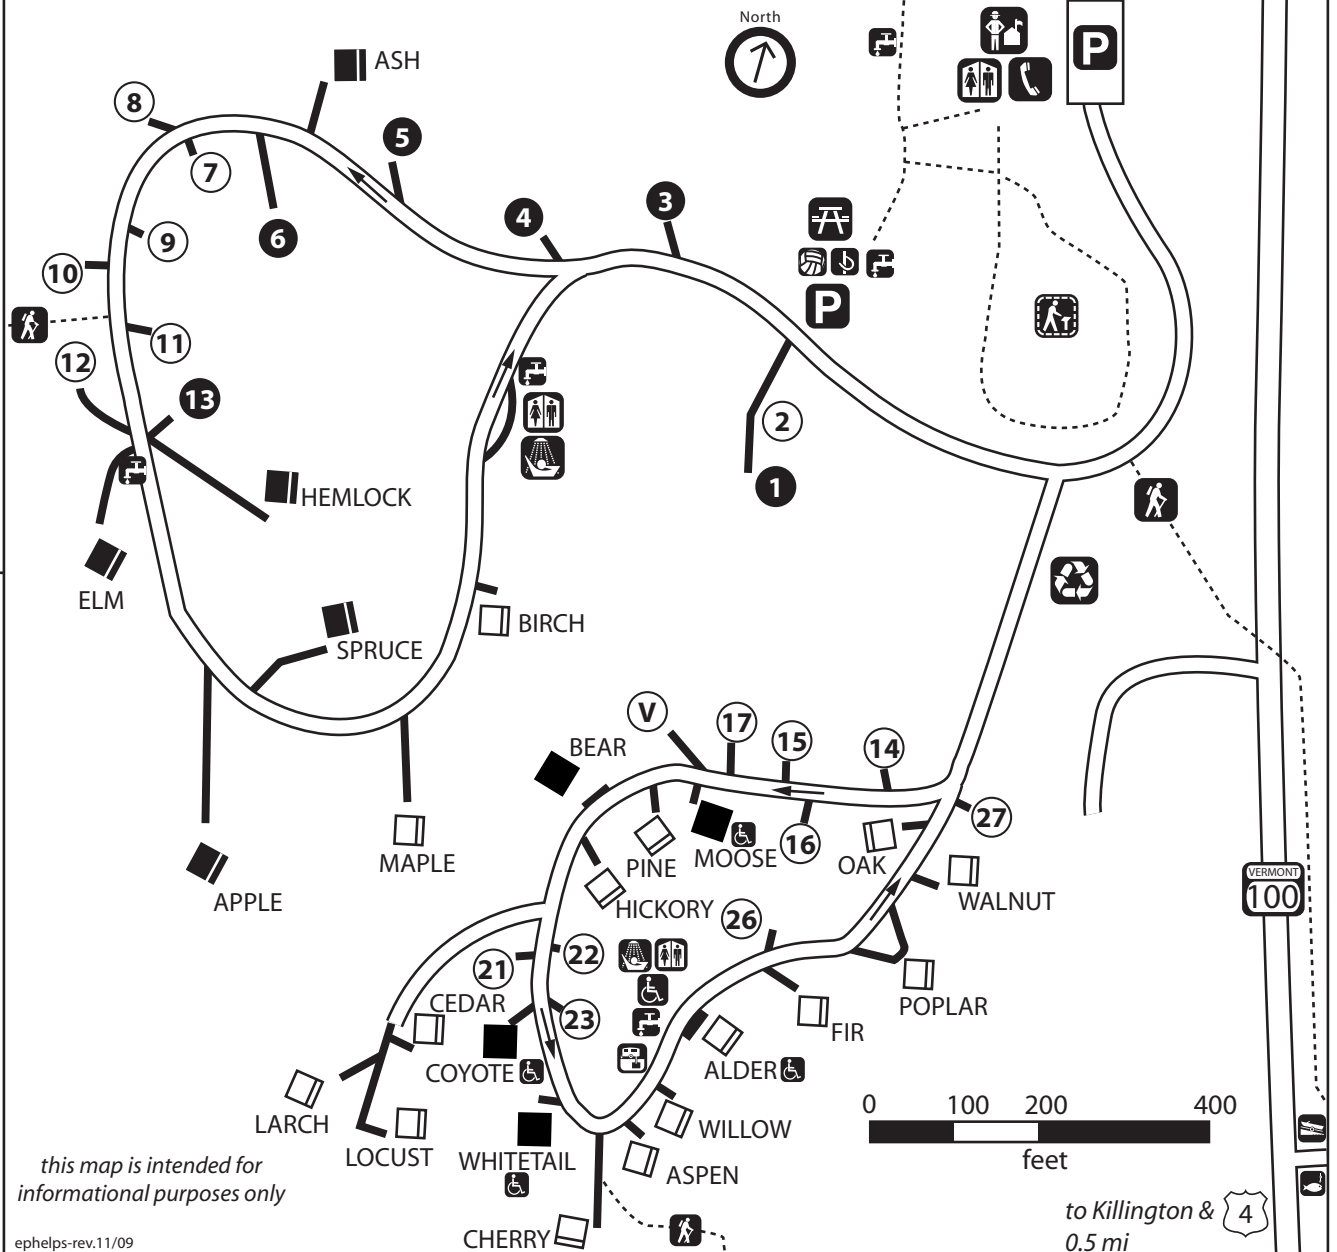 North
P
ASH
8
5
7
4
3
6
9
10
P
11
12
13
2
1
HEMLOCK
ELM
BIRCH
SPRUCE
V
17
15
14
BEAR
27
16
MOOSE
PINE
OAK
MAPLE
APPLE
WALNUT
VERMONT
100
HICKORY
26
22
21
CEDAR
23
POPLAR
FIR
COYOTE
ALDER
0 100 200 400
feet
LARCH
WILLOW
LOCUST
WHITETAIL
ASPEN
this map is intended for
informational purposes only
CHERRY
to Killington & 4
0.5 mi
ephelps-rev.11/09